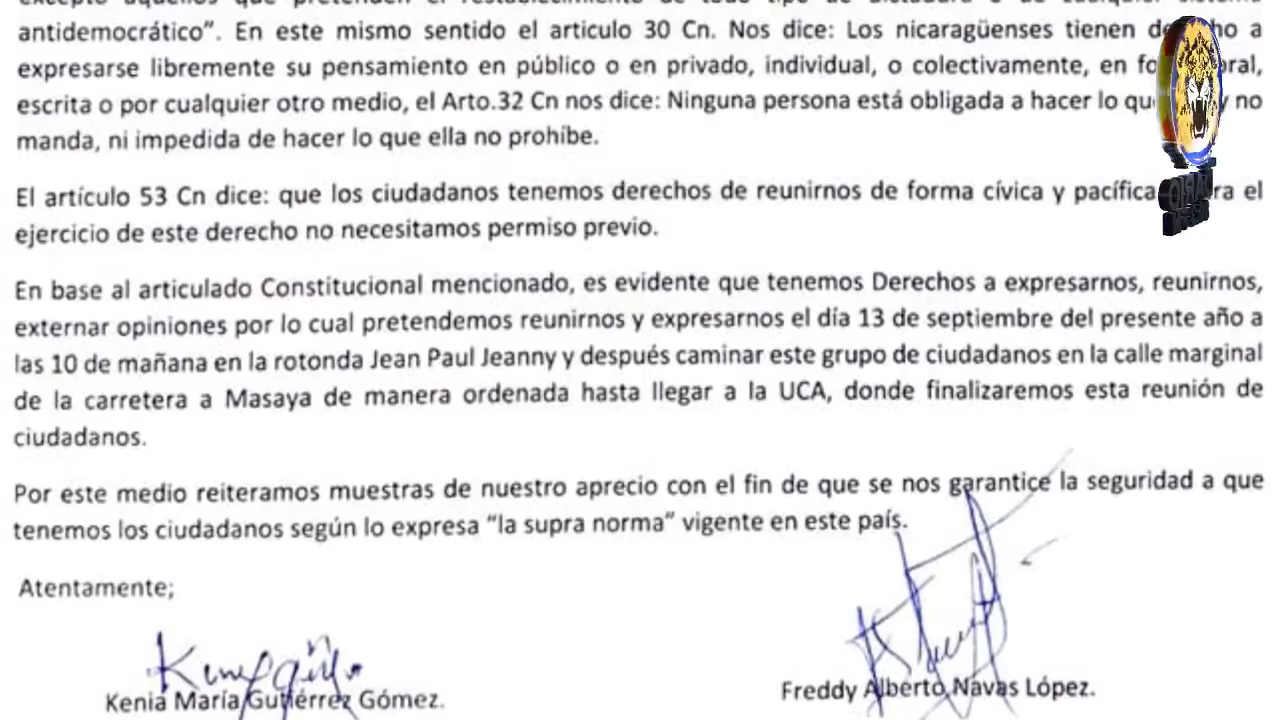 antidemocrático”. En este mismo sentido el articulo 30 Cn. Nos dice: Los nicaragüenses tienen a
expresarse libremente su pensamiento en público o en privado, individual, o colectivamente, en oral,
escrita o por cualquier otro medio, el Arto.32 Cn nos dice: Ninguna persona está obligada a hacer lo que no
manda, ni impedida de hacer lo que ella no prohíbe.
El artículo 53 Cn dice: que los ciudadanos tenemos derechos de reunirnos de forma cívica y pacífica el
ejercicio de este derecho no necesitamos permiso previo.
En base al articulado Constitucional mencionado, es evidente que tenemos Derechos a expresarnos, reunirnos,
externar opiniones por lo cual pretendemos reunirnos y expresarnos el día 13 de septiembre del presente año a
las 10 de mañana en la rotonda Jean Paul Jeanny y después caminar este grupo de ciudadanos en la calle marginal
de la carretera a Masaya de manera ordenada hasta llegar a la UCA, donde finalizaremos esta reunión de
ciudadanos.
Por este medio reiteramos muestras de nuestro aprecio con el fin de que se nos garantice la seguridad a que
tenemos los ciudadanos según lo expresa “la supra norma” vigente en este país.
Atentamente;
Kenia María Gutiérrez Gómez.
Freddy Alberto Navas López.